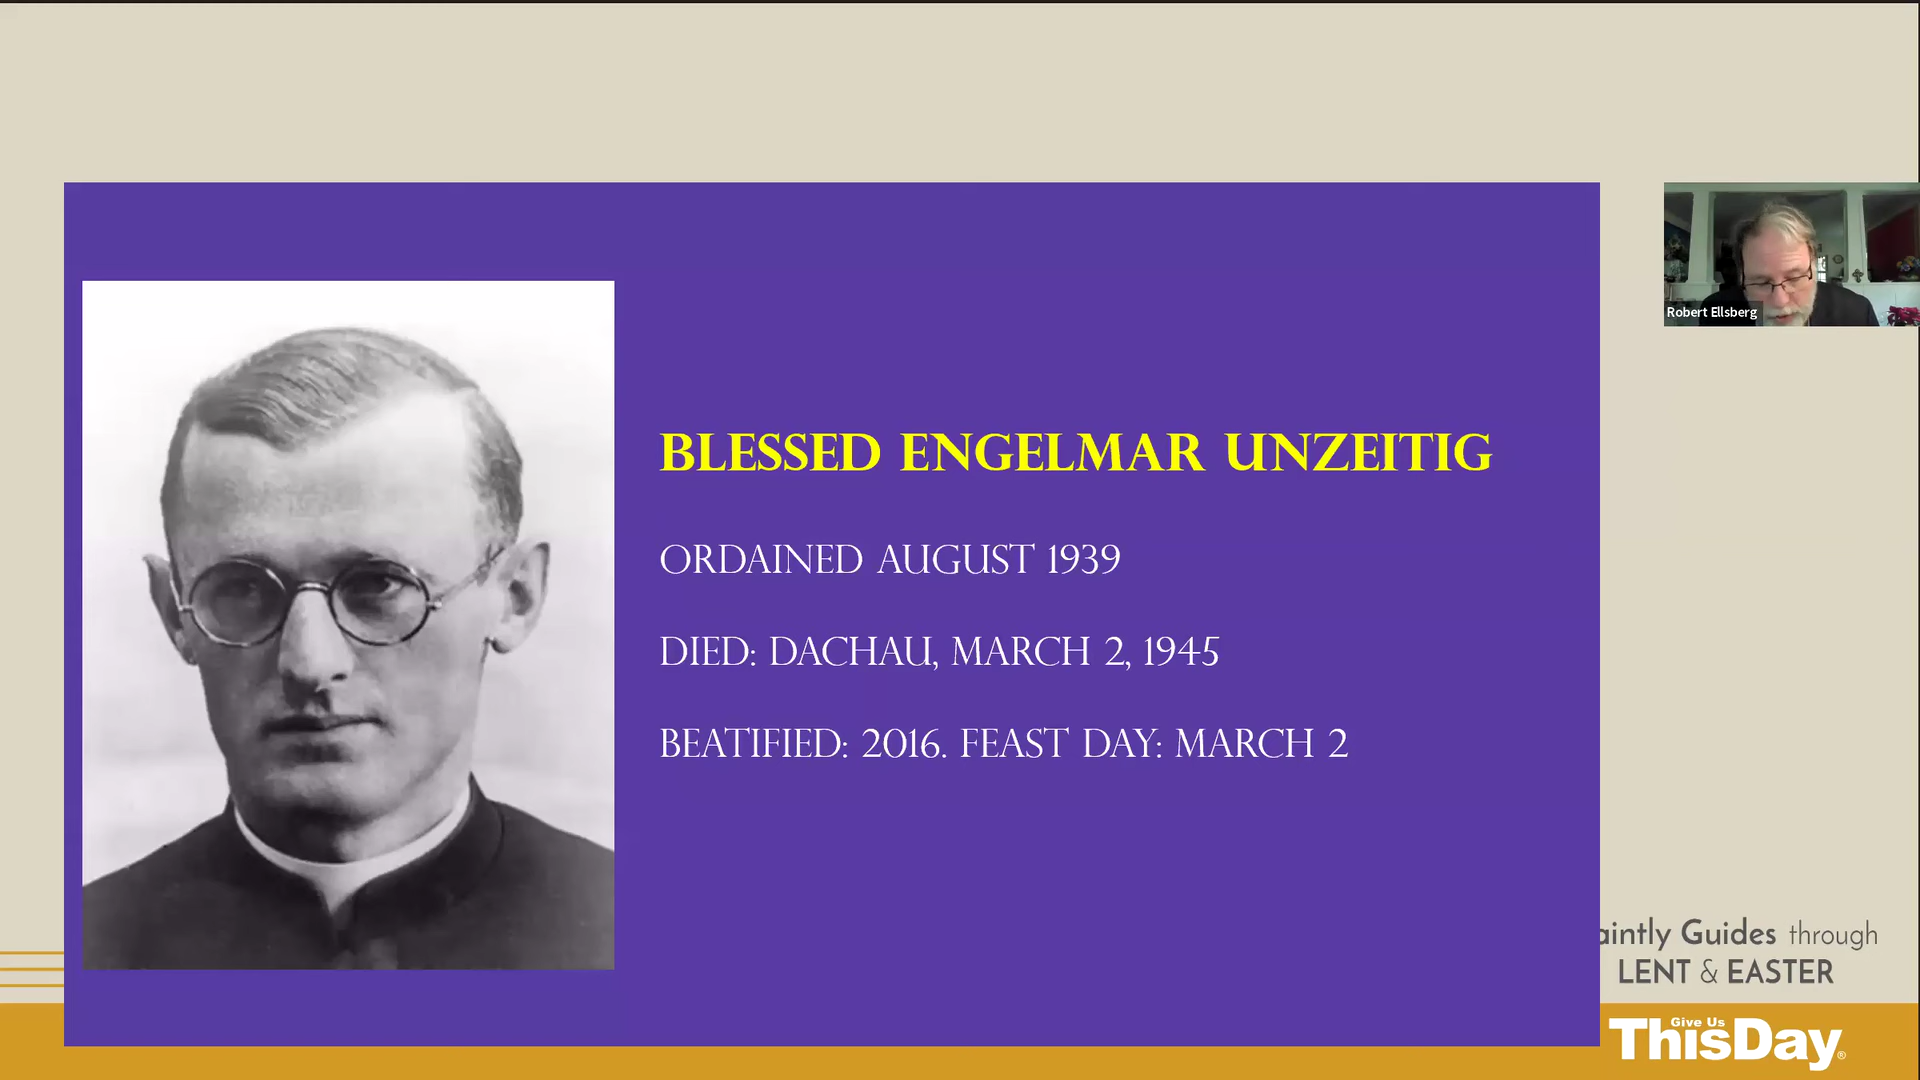 BLESSED ENGELMAR UNZEITIG
ORDAINED AUGUST 1939
DIED: DACHAU, MARCH 2, 1945
BEATIFIED: 2016. FEAST DAY: MARCH 2
Robert Ellsberg
aintly Guides through
LENT & EASTER
Give Us
ThisDay®